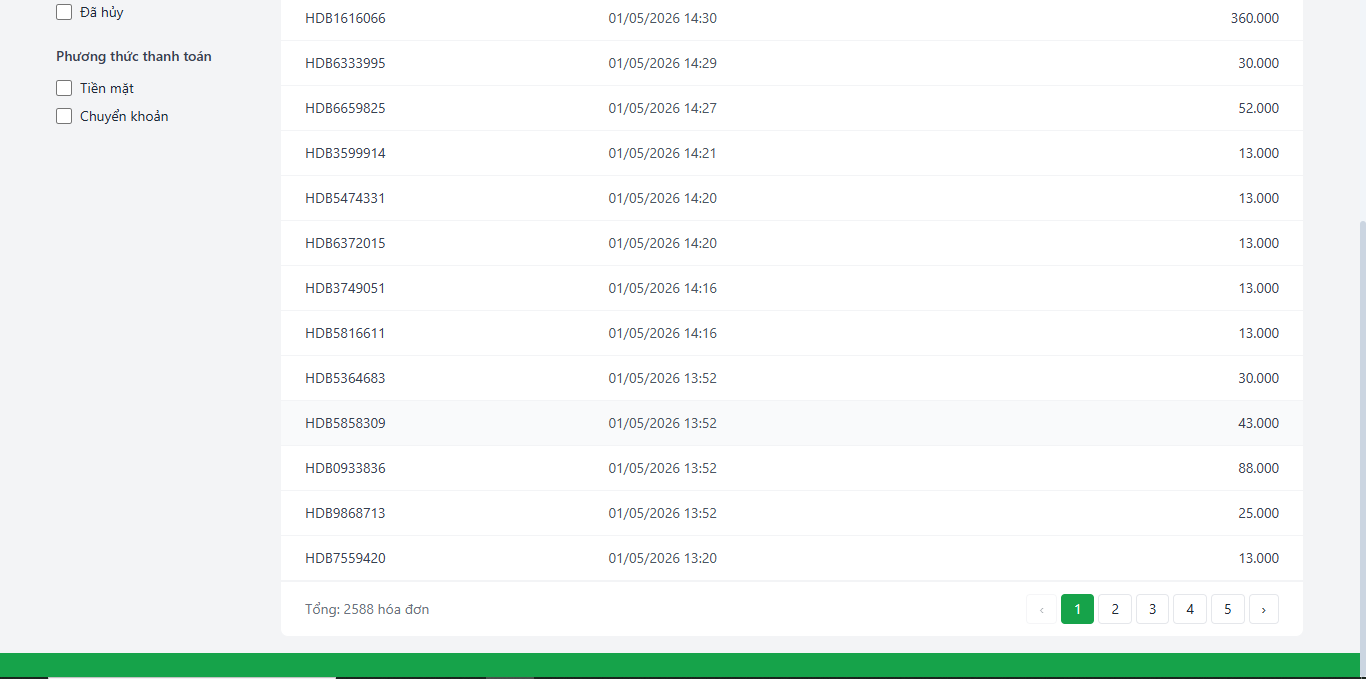 Đã hủy
Phương thức thanh toán
Tiền mặt
Chuyển khoản
HDB1616066 01/05/2026 14:30 360.000
HDB6333995 01/05/2026 14:29 30.000
HDB6659825 01/05/2026 14:27 52.000
HDB3599914 01/05/2026 14:21 13.000
HDB5474331 01/05/2026 14:20 13.000
HDB6372015 01/05/2026 14:20 13.000
HDB3749051 01/05/2026 14:16 13.000
HDB5816611 01/05/2026 14:16 13.000
HDB5364683 01/05/2026 13:52 30.000
HDB5858309 01/05/2026 13:52 43.000
HDB0933836 01/05/2026 13:52 88.000
HDB9868713 01/05/2026 13:52 25.000
HDB7559420 01/05/2026 13:20 13.000
Tổng: 2588 hóa đơn ‹ 1 2 3 4 5 ›